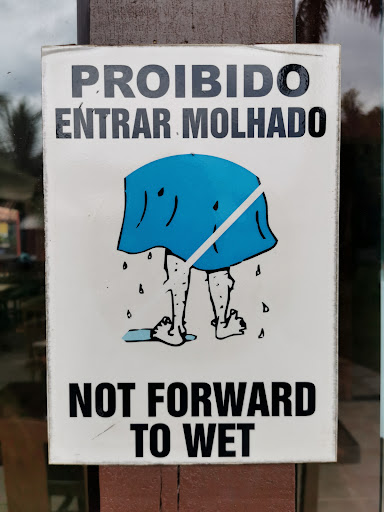 PROIBIDO
ENTRAR MOLHADO
NOT FORWARD
TO WET